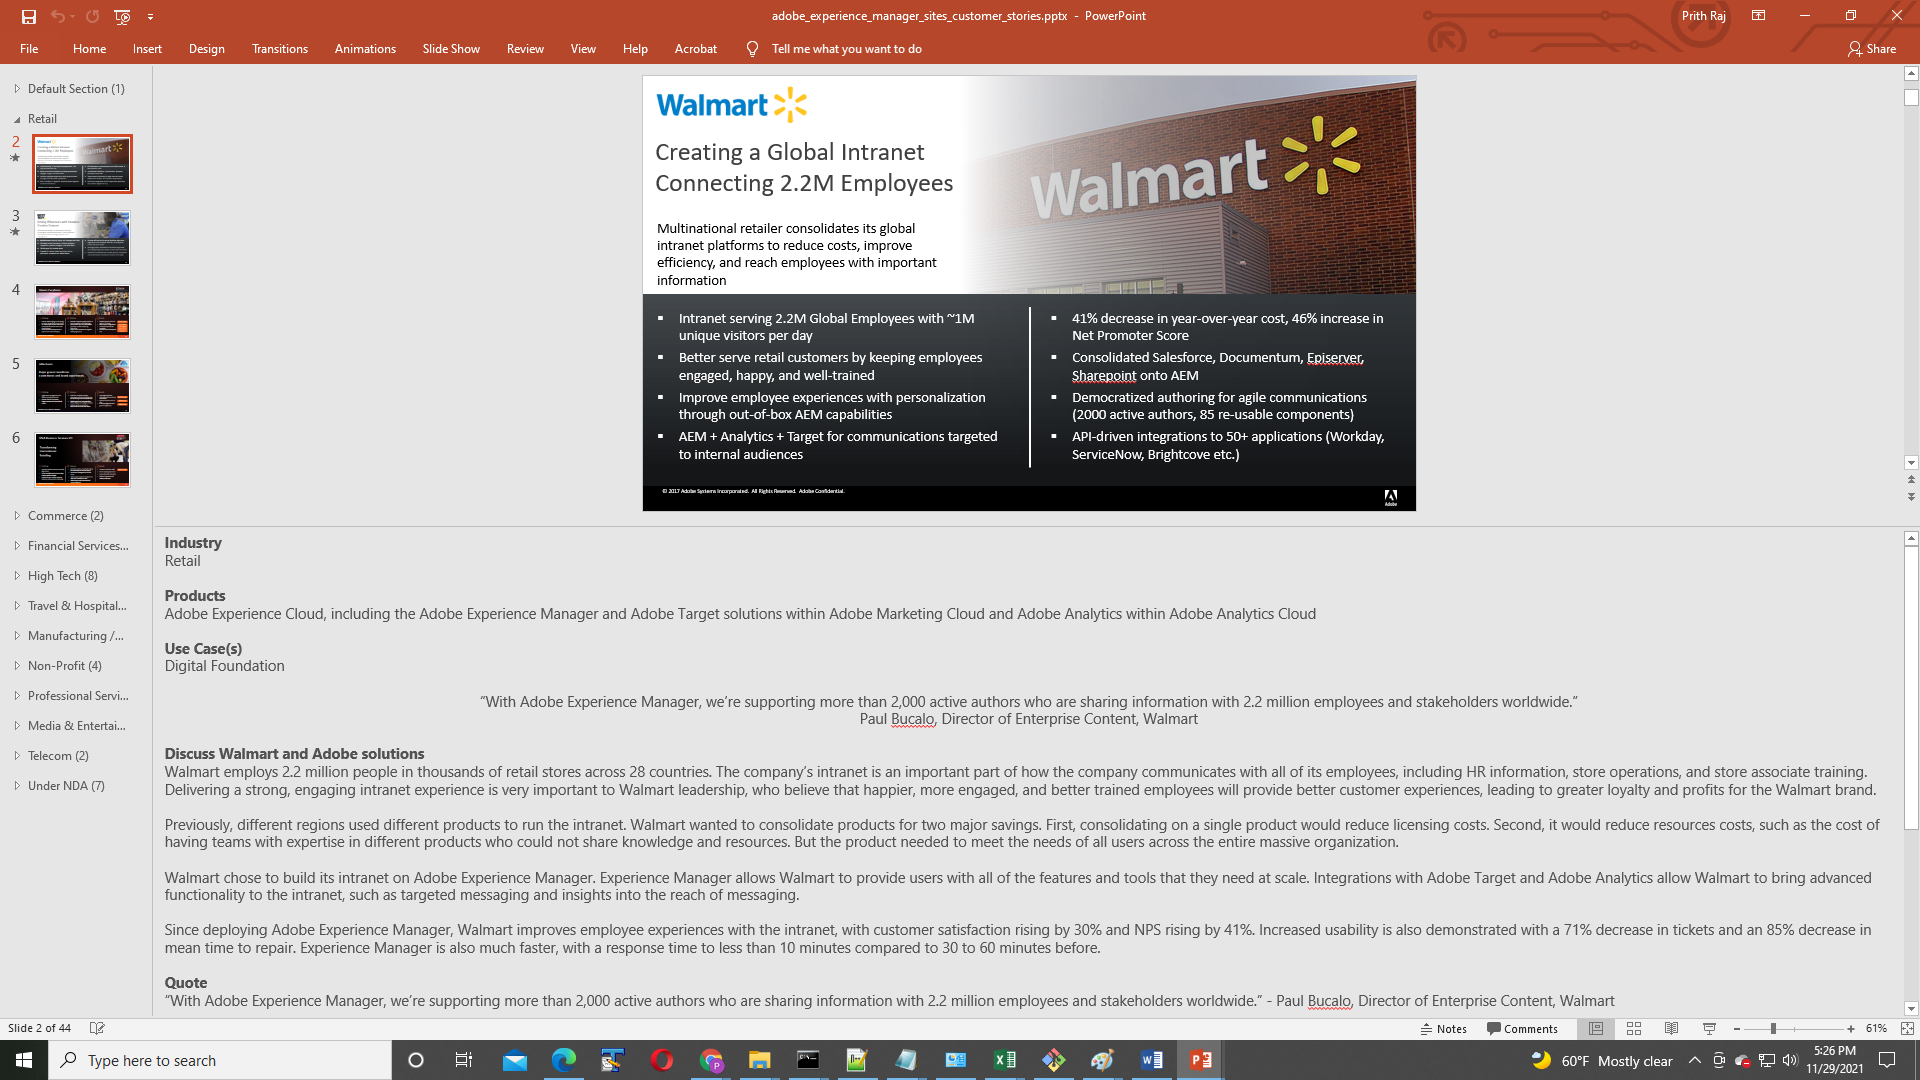 adobe_experience_manager_sites_customer_stories.pptx - PowerPoint
Prith Raj
File Home Insert Design Transitions Animations Slide Show Review View Help Acrobat Tell me what you want to do
Share
Default Section (1)
Retail
2
3
4
5
6
Commerce (2)
Financial Services...
High Tech (8)
Travel & Hospital...
Manufacturing /...
Non-Profit (4)
Professional Servi...
Media & Entertai...
Telecom (2)
Under NDA (7)
Walmart
Walmart
Creating a Global Intranet
Connecting 2.2M Employees
Multinational retailer consolidates its global
intranet platforms to reduce costs, improve
efficiency, and reach employees with important
information
▪ Intranet serving 2.2M Global Employees with ~1M
unique visitors per day
▪ Better serve retail customers by keeping employees
engaged, happy, and well-trained
▪ Improve employee experiences with personalization
through out-of-box AEM capabilities
▪ AEM + Analytics + Target for communications targeted
to internal audiences
▪ 41% decrease in year-over-year cost, 46% increase in
Net Promoter Score
▪ Consolidated Salesforce, Documentum, Episerver,
Sharepoint onto AEM
▪ Democratized authoring for agile communications
(2000 active authors, 85 re-usable components)
▪ API-driven integrations to 50+ applications (Workday,
ServiceNow, Brightcove etc.)
© 2017 Adobe Systems Incorporated. All Rights Reserved. Adobe Confidential.
Adobe
Industry
Retail
Products
Adobe Experience Cloud, including the Adobe Experience Manager and Adobe Target solutions within Adobe Marketing Cloud and Adobe Analytics within Adobe Analytics Cloud
Use Case(s)
Digital Foundation
“With Adobe Experience Manager, we’re supporting more than 2,000 active authors who are sharing information with 2.2 million employees and stakeholders worldwide.”
Paul Bucalo, Director of Enterprise Content, Walmart
Discuss Walmart and Adobe solutions
Walmart employs 2.2 million people in thousands of retail stores across 28 countries. The company’s intranet is an important part of how the company communicates with all of its employees, including HR information, store operations, and store associate training.
Delivering a strong, engaging intranet experience is very important to Walmart leadership, who believe that happier, more engaged, and better trained employees will provide better customer experiences, leading to greater loyalty and profits for the Walmart brand.
Previously, different regions used different products to run the intranet. Walmart wanted to consolidate products for two major savings. First, consolidating on a single product would reduce licensing costs. Second, it would reduce resources costs, such as the cost of
having teams with expertise in different products who could not share knowledge and resources. But the product needed to meet the needs of all users across the entire massive organization.
Walmart chose to build its intranet on Adobe Experience Manager. Experience Manager allows Walmart to provide users with all of the features and tools that they need at scale. Integrations with Adobe Target and Adobe Analytics allow Walmart to bring advanced
functionality to the intranet, such as targeted messaging and insights into the reach of messaging.
Since deploying Adobe Experience Manager, Walmart improves employee experiences with the intranet, with customer satisfaction rising by 30% and NPS rising by 41%. Increased usability is also demonstrated with a 71% decrease in tickets and an 85% decrease in
mean time to repair. Experience Manager is also much faster, with a response time to less than 10 minutes compared to 30 to 60 minutes before.
Quote
“With Adobe Experience Manager, we’re supporting more than 2,000 active authors who are sharing information with 2.2 million employees and stakeholders worldwide.” - Paul Bucalo, Director of Enterprise Content, Walmart
Slide 2 of 44
Notes Comments 61%
Type here to search
60°F Mostly clear
5:26 PM
11/29/2021